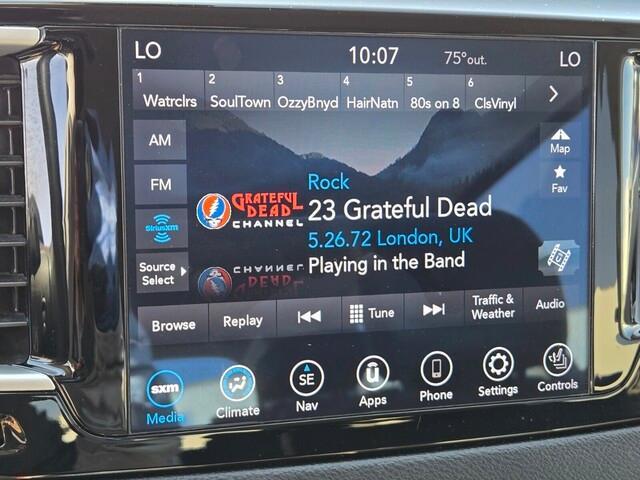 LO 10:07 75°out. LO
1 2 3 4 5 6
Watrclrs SoulTown OzzyBnyd HairNatn 80s on 8 ClsVinyl
AM
Map
FM
Fav
Rock
GRATEFUL
DEAD
CHANNEL
23 Grateful Dead
SiriusXM
5.26.72 London, UK
Source
Select
Playing in the Band
Browse Replay Tune Traffic &
Weather Audio
sxm SE u
Media Climate Nav Apps Phone Settings Controls